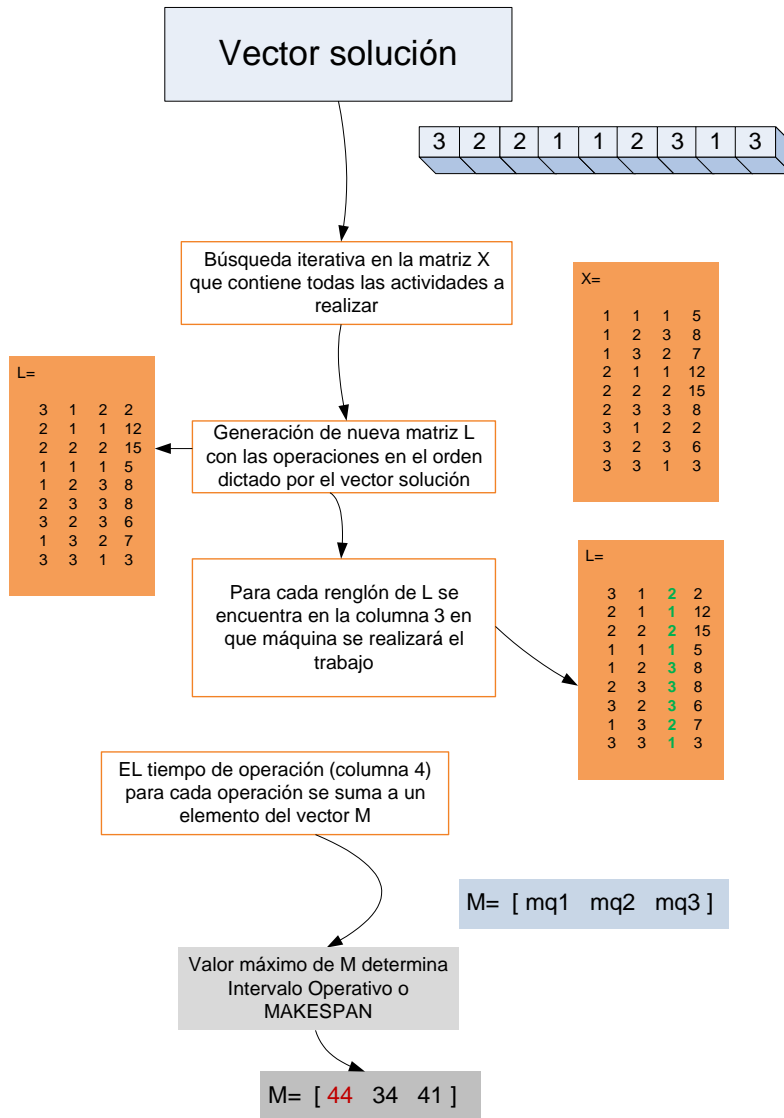 Vector solución
3 2 2 1 1 2 3 1 3
Búsqueda iterativa en la matriz X
que contiene todas las actividades a
realizar
X=
1 1 1 5
1 2 3 8
1 3 2 7
2 1 1 12
2 2 2 15
2 3 3 8
3 1 2 2
3 2 3 6
3 3 1 3
L=
3 1 2 2
2 1 1 12
2 2 2 15
1 1 1 5
1 2 3 8
2 3 3 8
3 2 3 6
1 3 2 7
3 3 1 3
Generación de nueva matriz L
con las operaciones en el orden
dictado por el vector solución
Para cada renglón de L se
encuentra en la columna 3 en
que máquina se realizará el
trabajo
L=
3 1 2 2
2 1 1 12
2 2 2 15
1 1 1 5
1 2 3 8
2 3 3 8
3 2 3 6
1 3 2 7
3 3 1 3
EL tiempo de operación (columna 4)
para cada operación se suma a un
elemento del vector M
M= [ mq1 mq2 mq3 ]
Valor máximo de M determina
Intervalo Operativo o
MAKESPAN
M= [ 44 34 41 ]